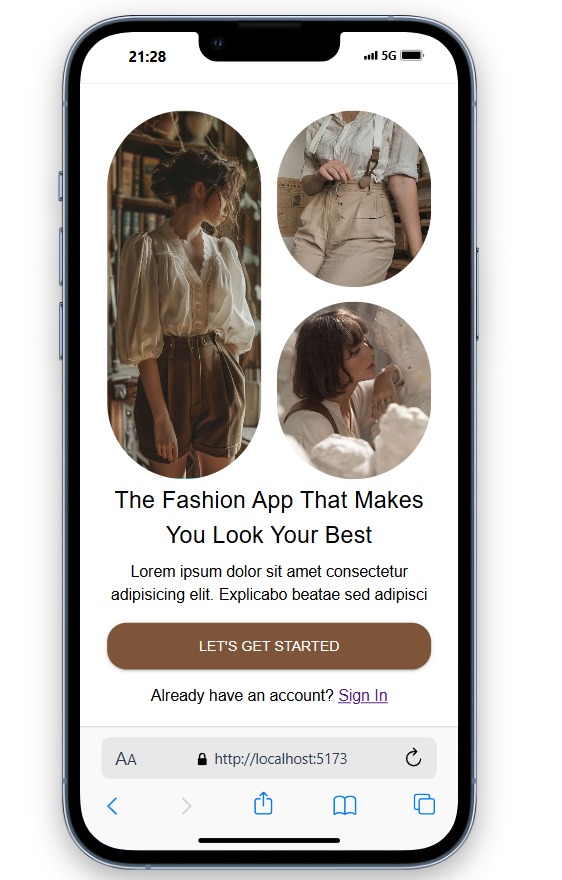 21:28
5G
The Fashion App That Makes
You Look Your Best
Lorem ipsum dolor sit amet consectetur
adipisicing elit. Explicabo beatae sed adipisci
LET'S GET STARTED
Already have an account? Sign In
AA
http://localhost:5173